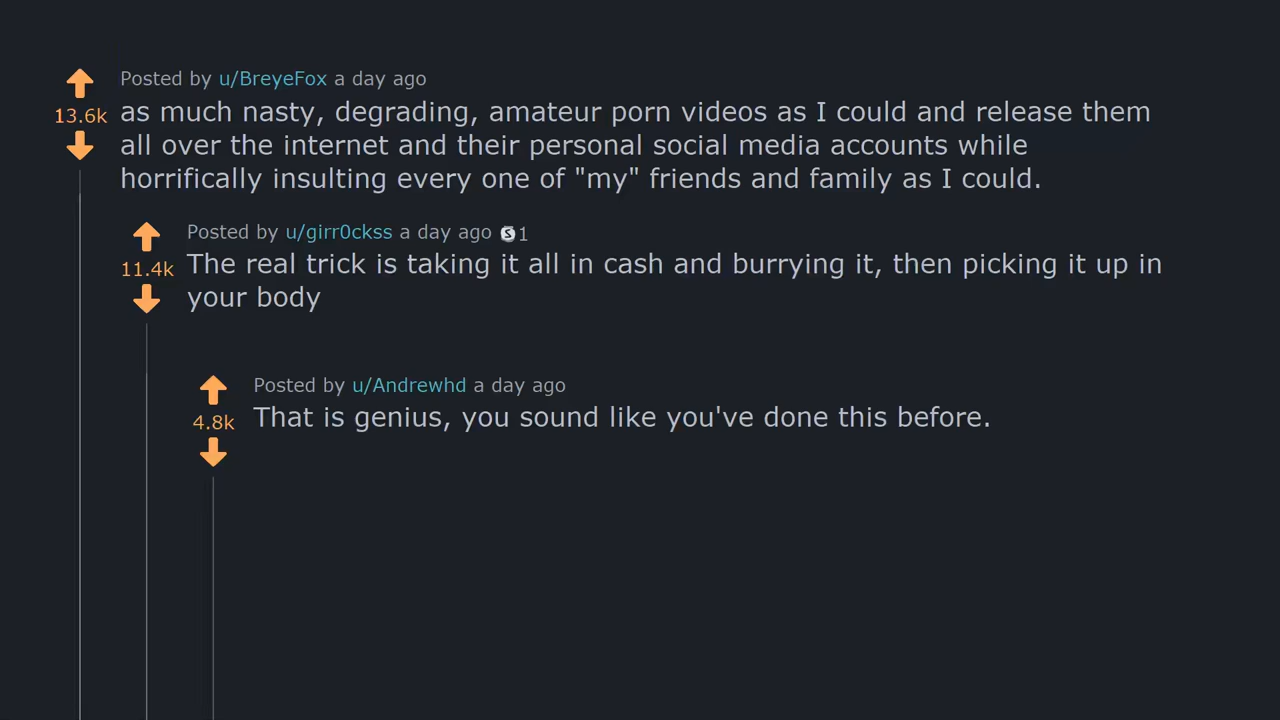 Posted by u/BreyeFox a day ago
13.6k
as much nasty, degrading, amateur porn videos as I could and release them
all over the internet and their personal social media accounts while
horrifically insulting every one of "my" friends and family as I could.
Posted by u/girr0ckss a day ago S 1
11.4k
The real trick is taking it all in cash and burrying it, then picking it up in
your body
Posted by u/Andrewhd a day ago
4.8k
That is genius, you sound like you've done this before.